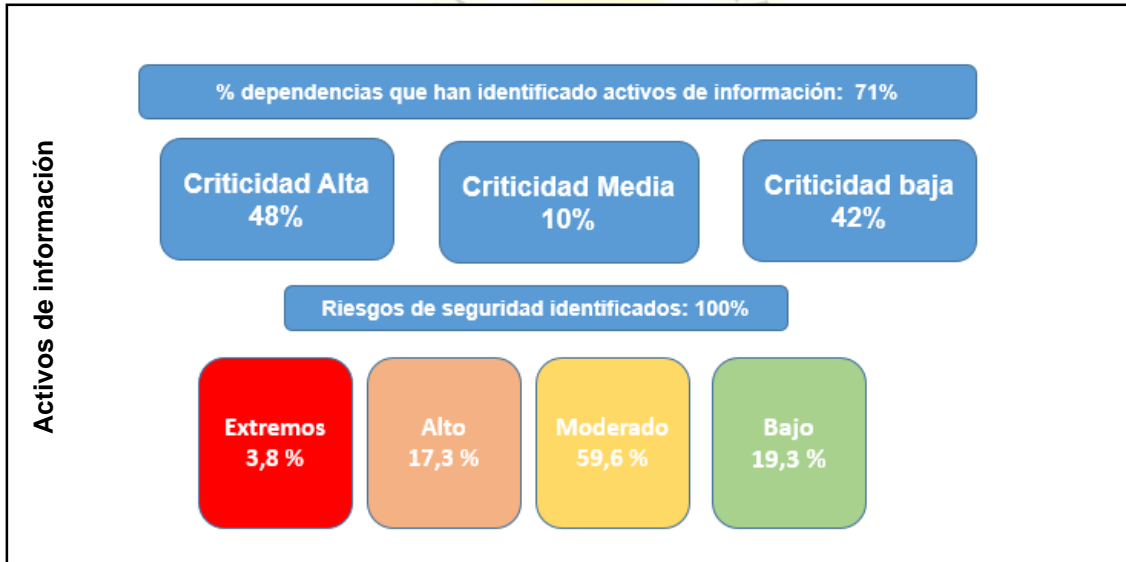 Activos de información
% dependencias que han identificado activos de información: 71%
Criticidad Alta
48%
Criticidad Media
10%
Criticidad baja
42%
Riesgos de seguridad identificados: 100%
Extremos
3,8 %
Alto
17,3 %
Moderado
59,6 %
Bajo
19,3 %